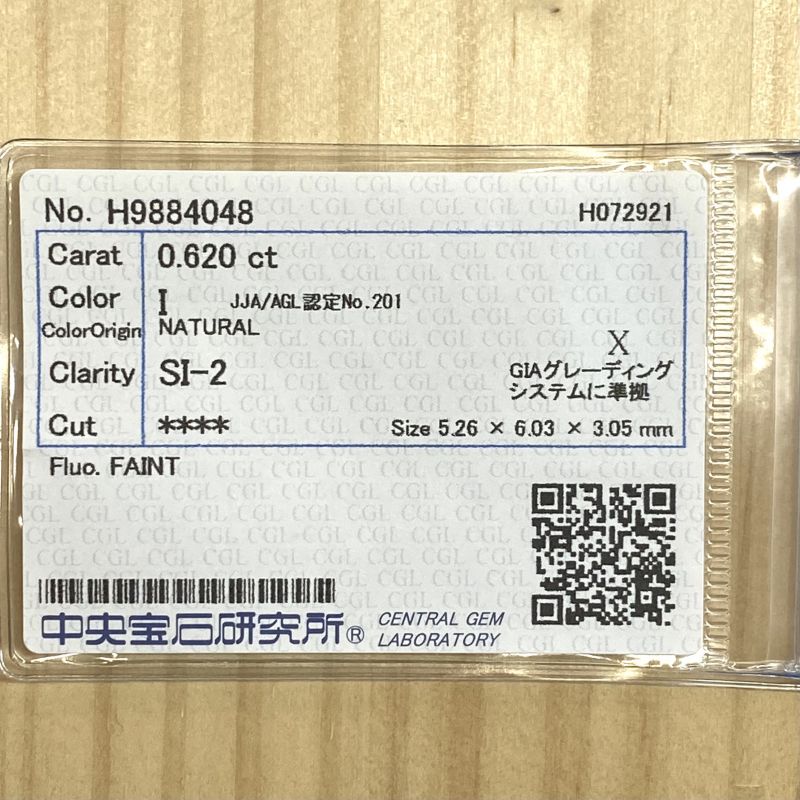 No. H9884048 H072921
Carat 0.620 ct
Color I JJA/AGL認定No.201
ColorOrigin NATURAL
X
Clarity SI-2 GIAグレーディング
システムに準拠
Cut **** Size 5.26 × 6.03 × 3.05 mm
Fluo. FAINT
中央宝石研究所® CENTRAL GEM
LABORATORY